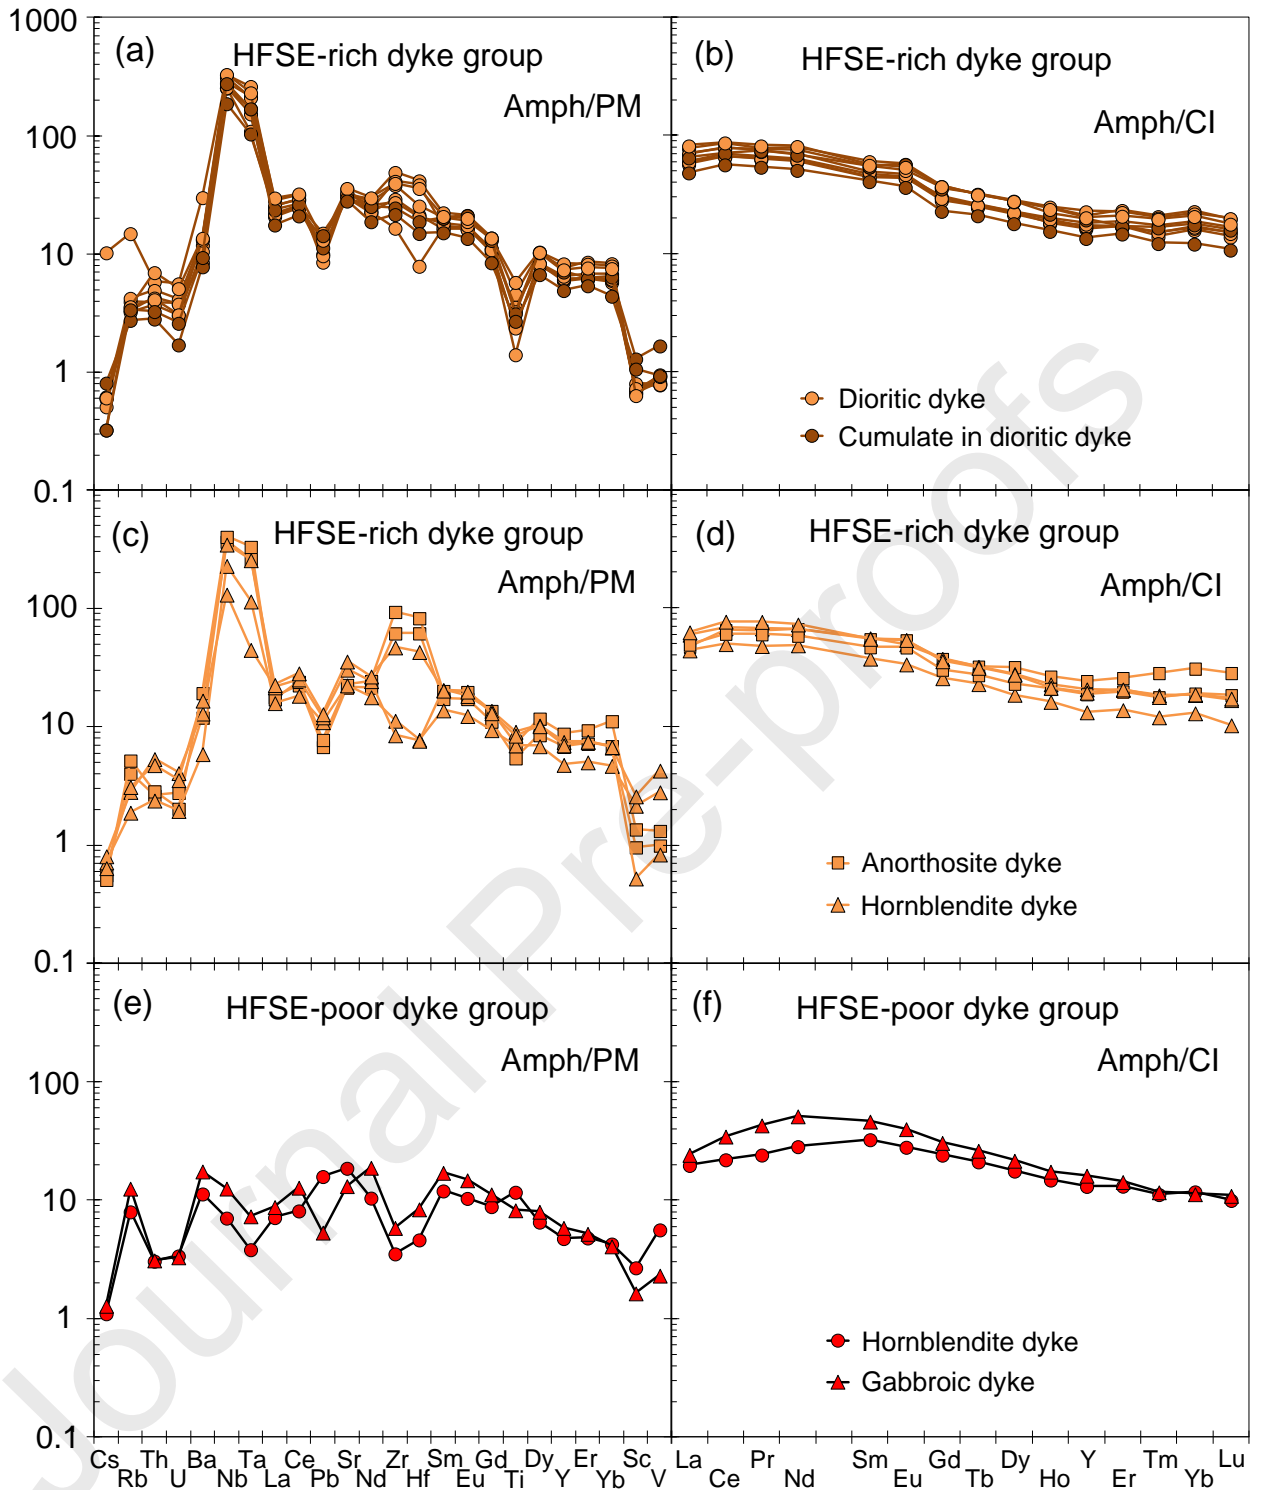 1000
100
10
1
0.1
(a)
HFSE-rich dyke group
Amph/PM
(b)
HFSE-rich dyke group
Amph/CI
Dioritic dyke
Cumulate in dioritic dyke
100
10
1
0.1
(c)
HFSE-rich dyke group
Amph/PM
(d)
HFSE-rich dyke group
Amph/CI
Anorthosite dyke
Hornblendite dyke
100
10
1
0.1
(e)
HFSE-poor dyke group
Amph/PM
(f)
HFSE-poor dyke group
Amph/CI
Hornblendite dyke
Gabbroic dyke
Cs Rb Th U Ba Nb Ta La Ce Pb Sr Nd Zr Hf Sm Eu Gd Ti Dy Y Er Yb Sc V
La Ce Pr Nd Sm Eu Gd Tb Dy Ho Y Er Tm Yb Lu
Journal Pre-proofs